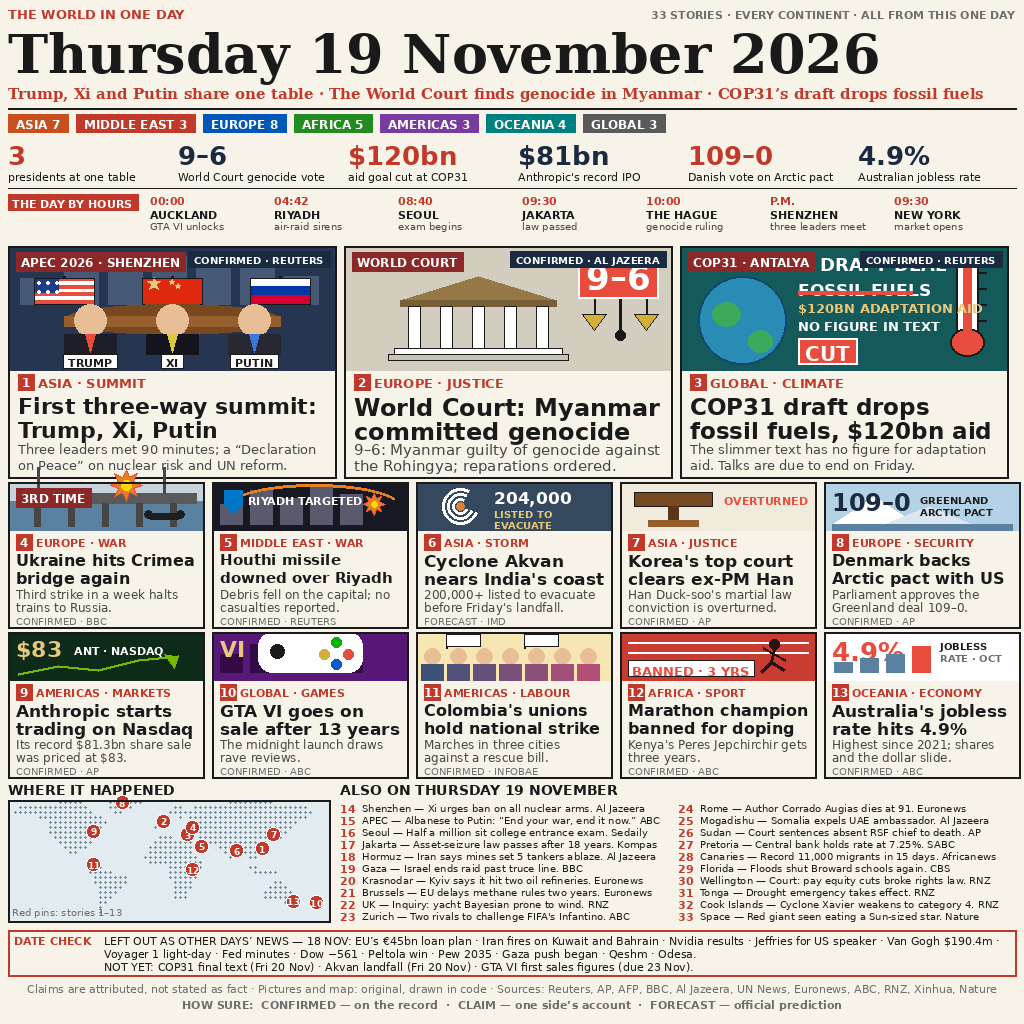 THE WORLD IN ONE DAY
33 STORIES · EVERY CONTINENT · ALL FROM THIS ONE DAY
Thursday 19 November 2026
Trump, Xi and Putin share one table · The World Court finds genocide in Myanmar · COP31’s draft drops fossil fuels
ASIA 7 MIDDLE EAST 3 EUROPE 8 AFRICA 5 AMERICAS 3 OCEANIA 4 GLOBAL 3
3
presidents at one table
9–6
World Court genocide vote
$120bn
aid goal cut at COP31
$81bn
Anthropic's record IPO
109–0
Danish vote on Arctic pact
4.9%
Australian jobless rate
THE DAY BY HOURS
00:00
AUCKLAND
GTA VI unlocks
04:42
RIYADH
air-raid sirens
08:40
SEOUL
exam begins
09:30
JAKARTA
law passed
10:00
THE HAGUE
genocide ruling
P.M.
SHENZHEN
three leaders meet
09:30
NEW YORK
market opens
APEC 2026 · SHENZHEN
CONFIRMED · REUTERS
TRUMP
XI
PUTIN
1 ASIA · SUMMIT
First three-way summit:
Trump, Xi, Putin
Three leaders met 90 minutes; a “Declaration
on Peace” on nuclear risk and UN reform.
WORLD COURT
CONFIRMED · AL JAZEERA
9–6
2 EUROPE · JUSTICE
World Court: Myanmar
committed genocide
9–6: Myanmar guilty of genocide against
the Rohingya; reparations ordered.
COP31 · ANTALYA
CONFIRMED · REUTERS
DRAFT DEAL
FOSSIL FUELS
$120BN ADAPTATION AID
NO FIGURE IN TEXT
CUT
3 GLOBAL · CLIMATE
COP31 draft drops
fossil fuels, $120bn aid
The slimmer text has no figure for adaptation
aid. Talks are due to end on Friday.
3RD TIME
4 EUROPE · WAR
Ukraine hits Crimea
bridge again
Third strike in a week halts
trains to Russia.
CONFIRMED · BBC
RIYADH TARGETED
5 MIDDLE EAST · WAR
Houthi missile
downed over Riyadh
Debris fell on the capital; no
casualties reported.
CONFIRMED · REUTERS
204,000
LISTED TO
EVACUATE
6 ASIA · STORM
Cyclone Akvan
nears India's coast
200,000+ listed to evacuate
before Friday's landfall.
FORECAST · IMD
OVERTURNED
7 ASIA · JUSTICE
Korea's top court
clears ex-PM Han
Han Duck-soo's martial law
conviction is overturned.
CONFIRMED · AP
109–0
GREENLAND
ARCTIC PACT
8 EUROPE · SECURITY
Denmark backs
Arctic pact with US
Parliament approves the
Greenland deal 109–0.
CONFIRMED · AP
$83
ANT · NASDAQ
9 AMERICAS · MARKETS
Anthropic starts
trading on Nasdaq
Its record $81.3bn share sale
was priced at $83.
CONFIRMED · AP
VI
10 GLOBAL · GAMES
GTA VI goes on
sale after 13 years
The midnight launch draws
rave reviews.
CONFIRMED · ABC
11 AMERICAS · LABOUR
Colombia's unions
hold national strike
Marches in three cities
against a rescue bill.
CONFIRMED · INFOBAE
BANNED · 3 YRS
12 AFRICA · SPORT
Marathon champion
banned for doping
Kenya's Peres Jepchirchir gets
three years.
CONFIRMED · ABC
4.9%
JOBLESS
RATE · OCT
13 OCEANIA · ECONOMY
Australia's jobless
rate hits 4.9%
Highest since 2021; shares
and the dollar slide.
CONFIRMED · ABC
WHERE IT HAPPENED
8
2
9
4
3
7
5
6
1
11
12
13
10
Red pins: stories 1–13
ALSO ON THURSDAY 19 NOVEMBER
14 Shenzhen — Xi urges ban on all nuclear arms. Al Jazeera
15 APEC — Albanese to Putin: “End your war, end it now.” ABC
16 Seoul — Half a million sit college entrance exam. Sedaily
17 Jakarta — Asset-seizure law passes after 18 years. Kompas
18 Hormuz — Iran says mines set 5 tankers ablaze. Al Jazeera
19 Gaza — Israel ends raid past truce line. BBC
20 Krasnodar — Kyiv says it hit two oil refineries. Euronews
21 Brussels — EU delays methane rules two years. Euronews
22 UK — Inquiry: yacht Bayesian prone to wind. RNZ
23 Zurich — Two rivals to challenge FIFA's Infantino. ABC
24 Rome — Author Corrado Augias dies at 91. Euronews
25 Mogadishu — Somalia expels UAE ambassador. Al Jazeera
26 Sudan — Court sentences absent RSF chief to death. AP
27 Pretoria — Central bank holds rate at 7.25%. SABC
28 Canaries — Record 11,000 migrants in 15 days. Africanews
29 Florida — Floods shut Broward schools again. CBS
30 Wellington — Court: pay equity cuts broke rights law. RNZ
31 Tonga — Drought emergency takes effect. RNZ
32 Cook Islands — Cyclone Xavier weakens to category 4. RNZ
33 Space — Red giant seen eating a Sun-sized star. Nature
DATE CHECK
LEFT OUT AS OTHER DAYS’ NEWS — 18 NOV: EU’s €45bn loan plan · Iran fires on Kuwait and Bahrain · Nvidia results · Jeffries for US speaker · Van Gogh $190.4m ·
Voyager 1 light-day · Fed minutes · Dow −561 · Peltola win · Pew 2035 · Gaza push began · Qeshm · Odesa.
NOT YET: COP31 final text (Fri 20 Nov) · Akvan landfall (Fri 20 Nov) · GTA VI first sales figures (due 23 Nov).
Claims are attributed, not stated as fact · Pictures and map: original, drawn in code · Sources: Reuters, AP, AFP, BBC, Al Jazeera, UN News, Euronews, ABC, RNZ, Xinhua, Nature
HOW SURE: CONFIRMED — on the record · CLAIM — one side’s account · FORECAST — official prediction